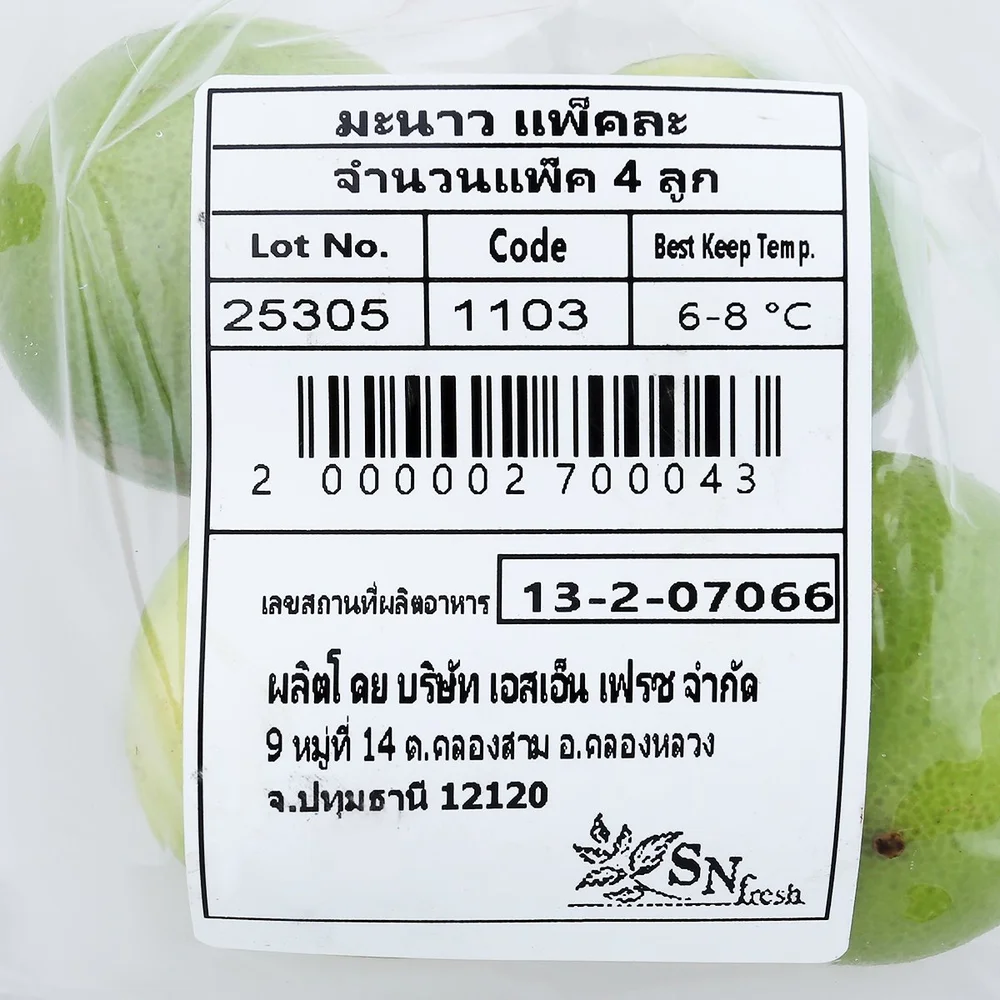 มะนาว แพ็คละ
จำนวนแพ๊ค 4 ลูก
Lot No. Code Best Keep Temp.
25305 1103 6-8 °C
2 000002 700043
เลขสถานที่ผลิตอาหาร 13-2-07066
ผลิตโดย บริษัท เอสเอ็น เฟรช จำกัด
9 หมู่ที่ 14 ต.คลองสาม อ.คลองหลวง
จ.ปทุมธานี 12120
SN fresh